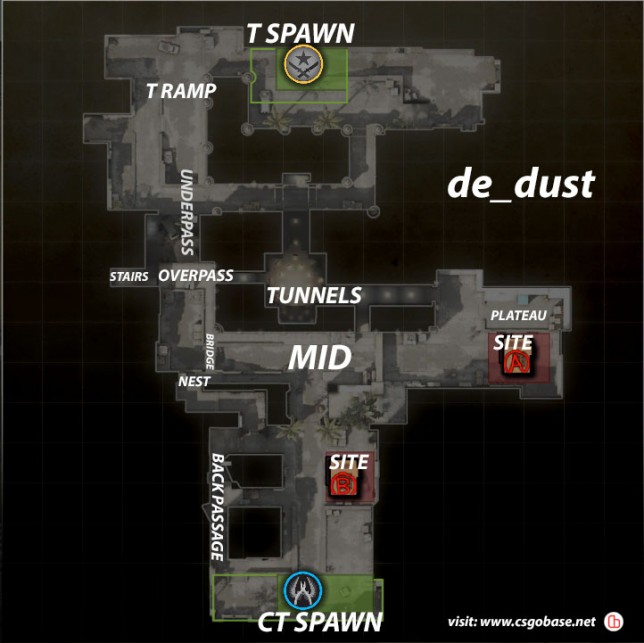 T SPAWN
T RAMP
de_dust
UNDERPASS
STAIRS
OVERPASS
TUNNELS
PLATEAU
BRIDGE
MID
SITE
A
NEST
SITE
B
BACK PASSAGE
CT SPAWN
visit: www.csgobase.net